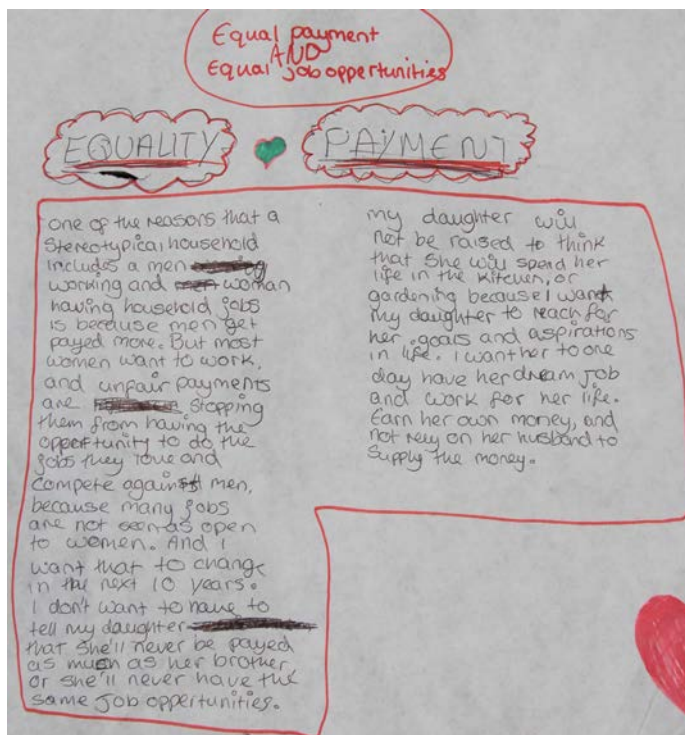 Equal payment
AND
Equal job oppertunities
EQUALITY
PAYMENT
one of the reasons that a
stereotypical household
includes a men
working and woman
having household jobs
is because men get
payed more. But most
women want to work,
and unfair payments
are stopping
them from having the
oppertunity to do the
jobs they love and
compete against men,
because many jobs
are not seen as open
to women. And I
want that to change
in the next 10 years.
I don't want to have to
tell my daughter
that she'll never be payed
as much as her brother
or she'll never have the
same job oppertunities.
my daughter will
not be raised to think
that she will spend her
life in the kitchen, or
gardening because I want
my daughter to reach for
her goals and aspirations
in life. I want her to one
day have her dream job
and work for her life.
Earn her own money, and
not rely on her husband to
supply the money.